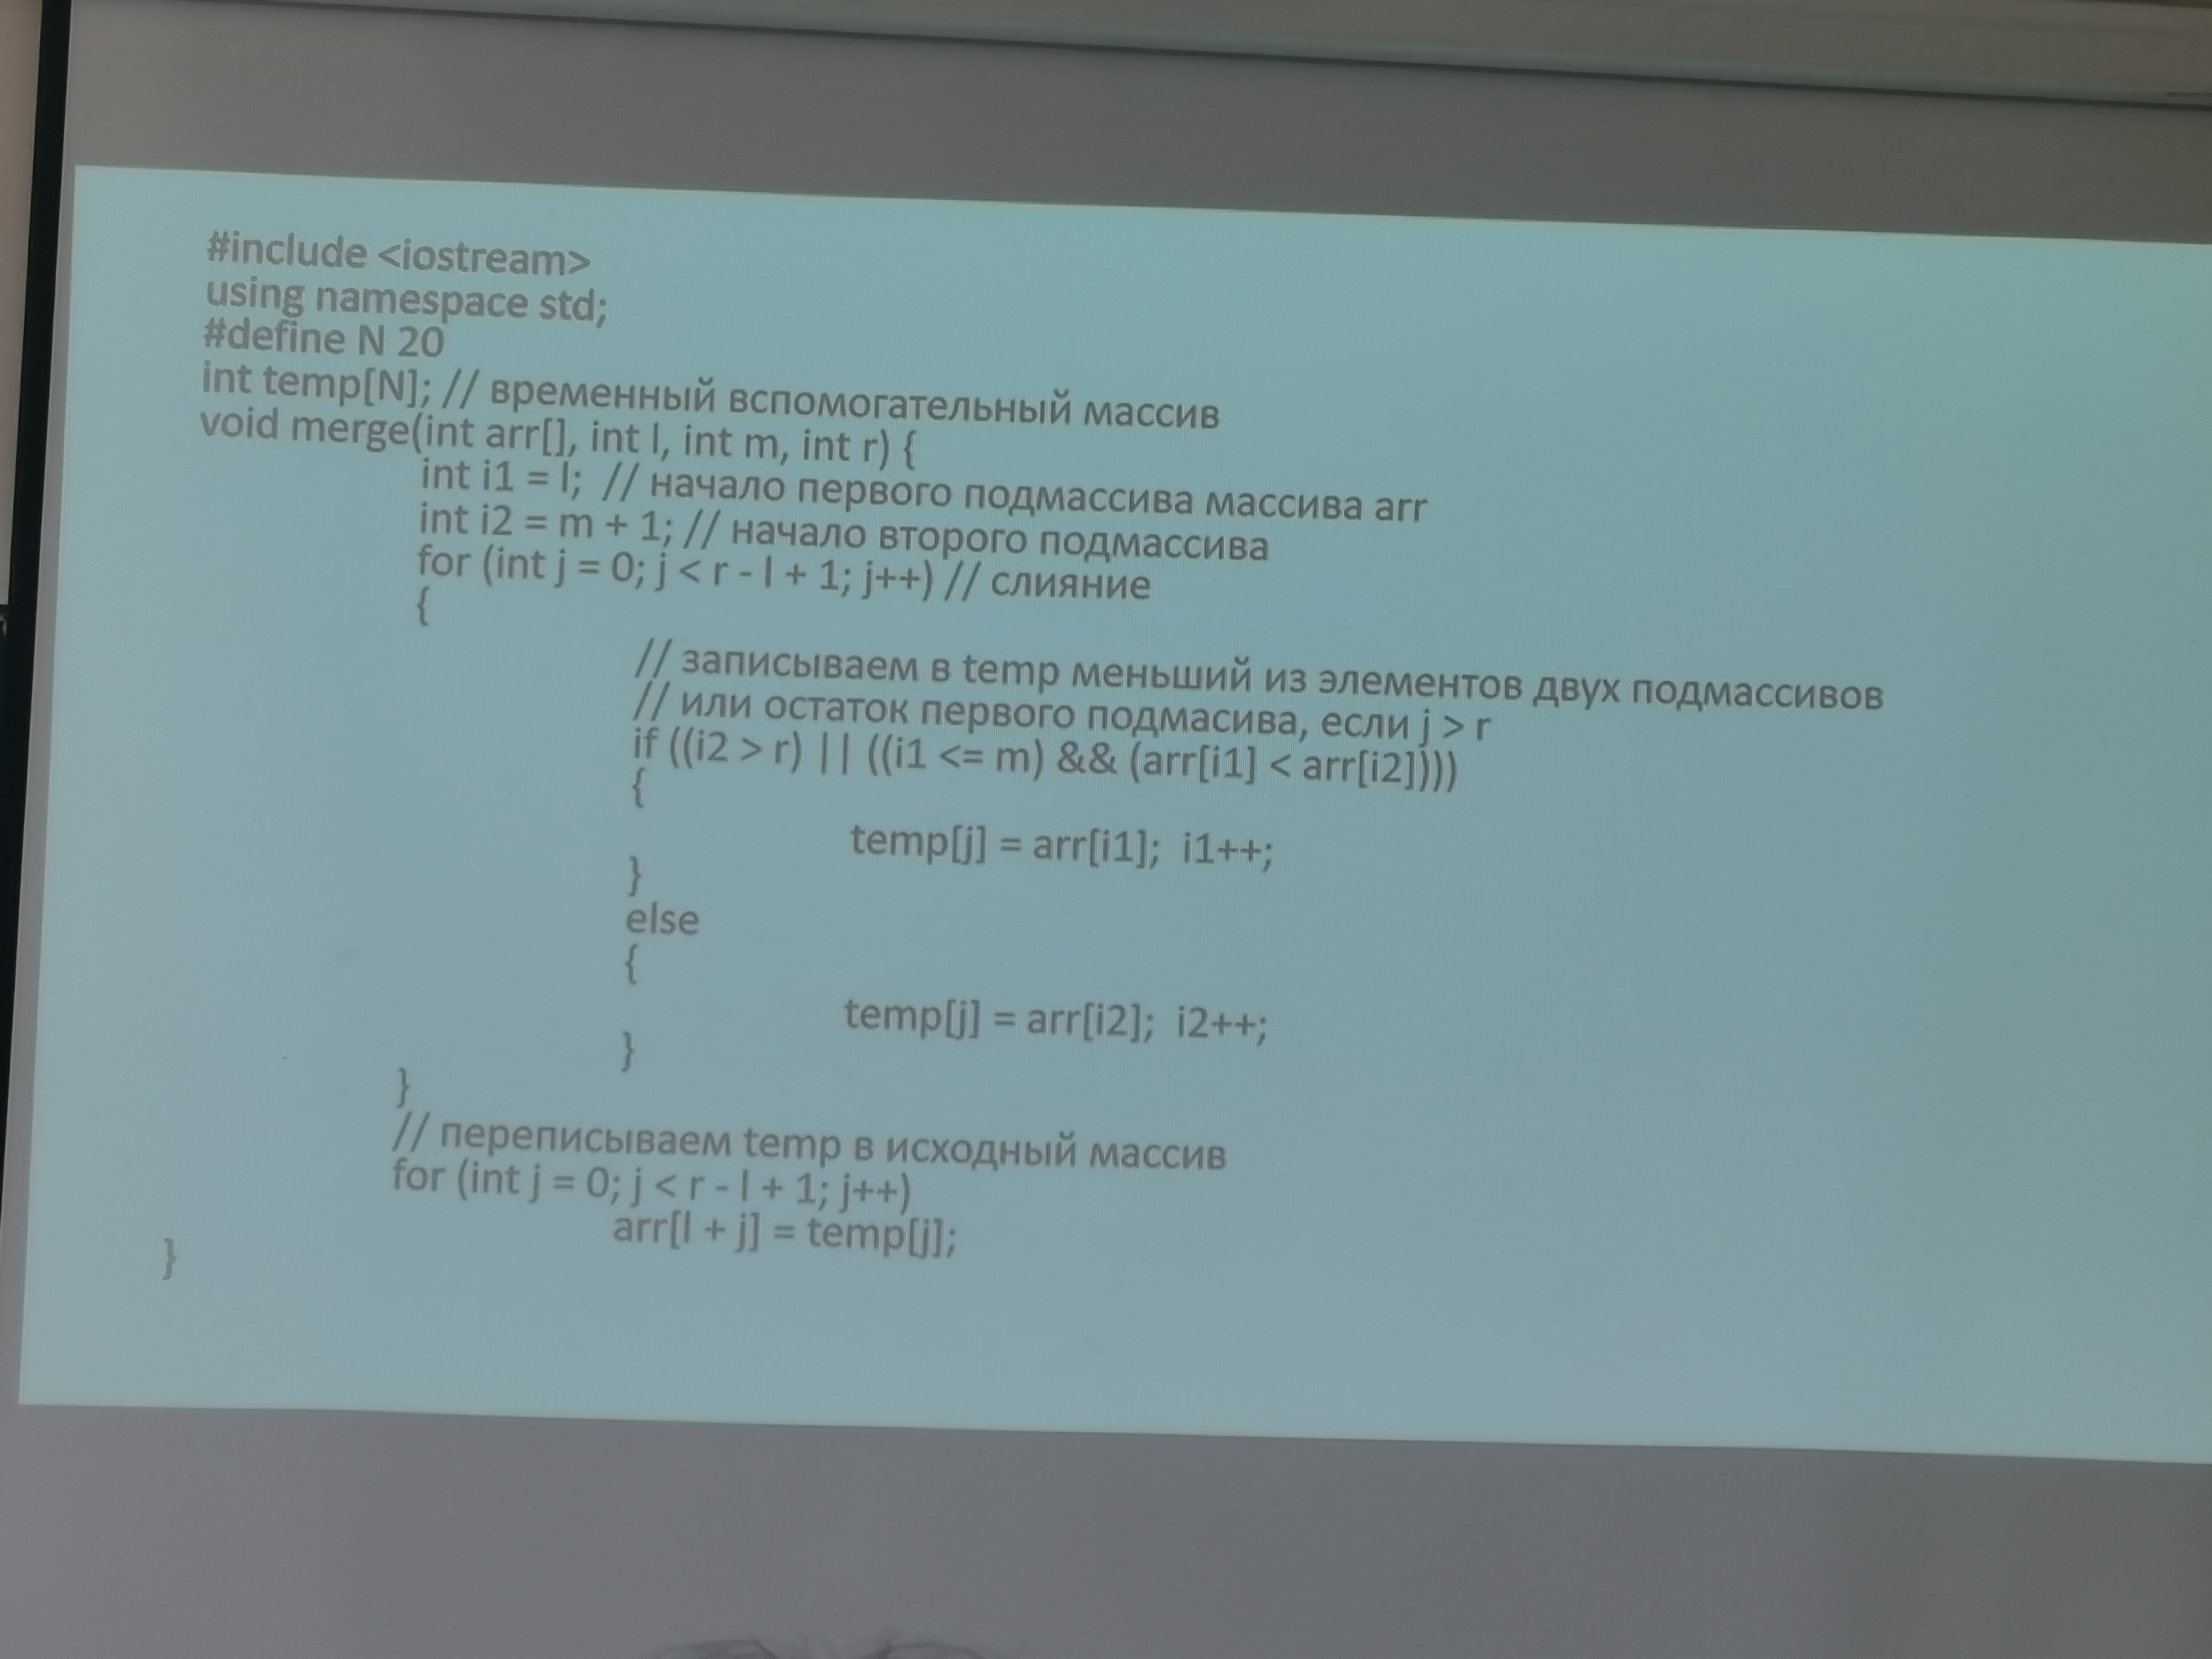 #include <iostream>
using namespace std;
#define N 20
int temp[N]; // временный вспомогательный массив
void merge(int arr[], int l, int m, int r) {
int i1 = l;  // начало первого подмассива массива arr
int i2 = m + 1; // начало второго подмассива
for (int j = 0; j < r - l + 1; j++) // слияние
{
// записываем в temp меньший из элементов двух подмассивов
// или остаток первого подмасива, если j > r
if ((i2 > r) || ((i1 <= m) && (arr[i1] < arr[i2])))
{
temp[j] = arr[i1];  i1++;
}
else
{
temp[j] = arr[i2];  i2++;
}
}
// переписываем temp в исходный массив
for (int j = 0; j < r - l + 1; j++)
arr[l + j] = temp[j];
}